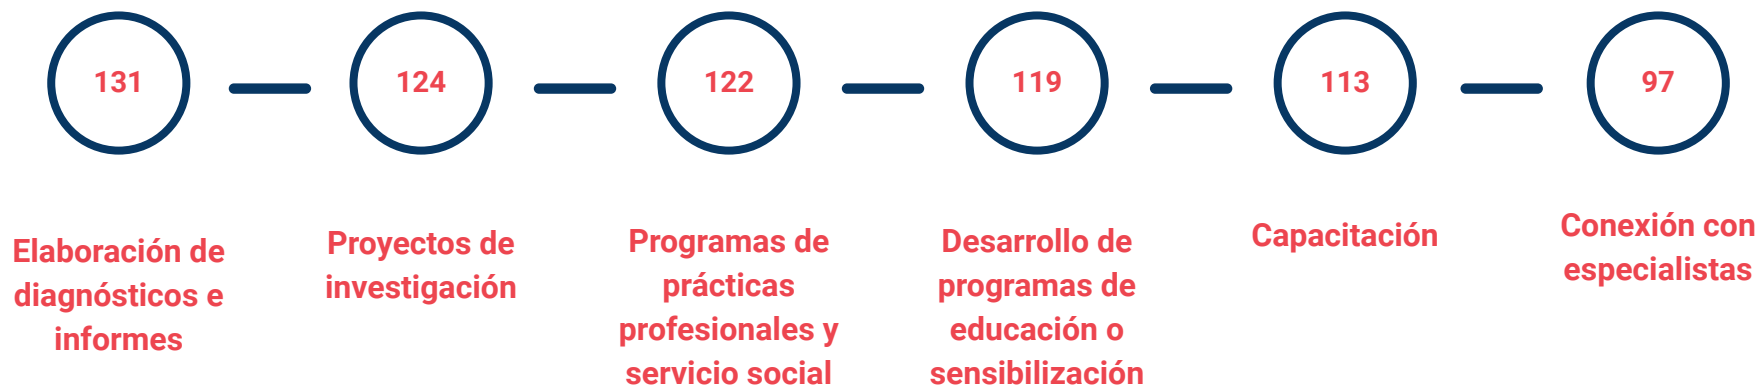 131
124
122
119
113
97
Elaboración de
diagnósticos e
informes
Proyectos de
investigación
Programas de
prácticas
profesionales y
servicio social
Desarrollo de
programas de
educación o
sensibilización
Capacitación
Conexión con
especialistas